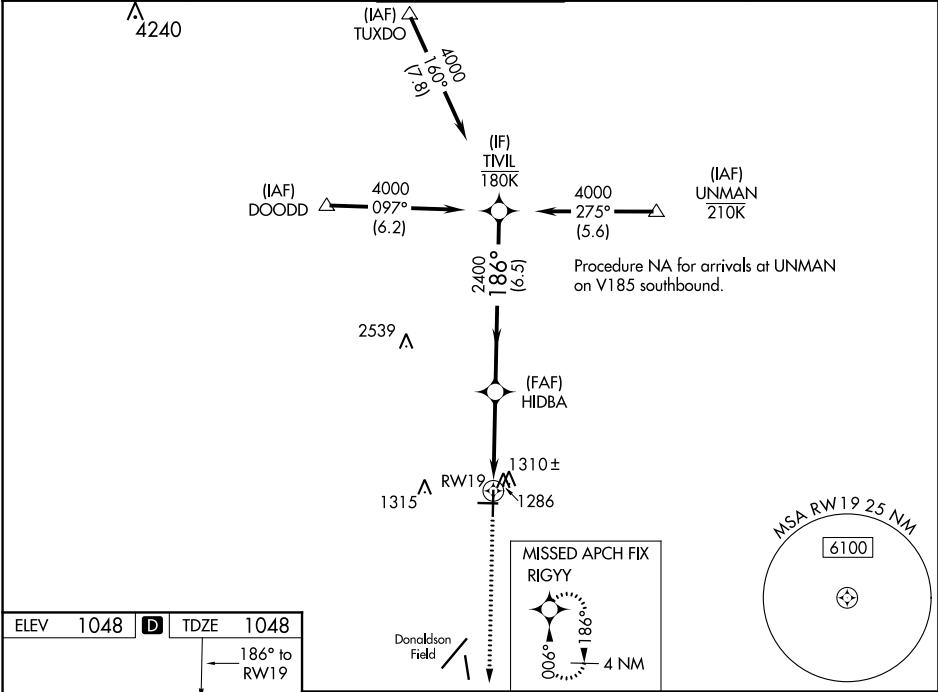 4240
(IAF)
TUXDO
4000
160°
(7.8)
(IF)
TIVIL
180K
(IAF)
DOODD
4000
097°
(6.2)
4000
275°
(5.6)
(IAF)
UNMAN
210K
2400
186°
(6.5)
Procedure NA for arrivals at UNMAN
on V185 southbound.
2539
(FAF)
HIDBA
RW19
1310±
1315
1286
MSA RW19 25 NM
6100
MISSED APCH FIX
RIGYY
006°
186°
4 NM
Donaldson
Field
ELEV 1048 D TDZE 1048
186° to
RW19